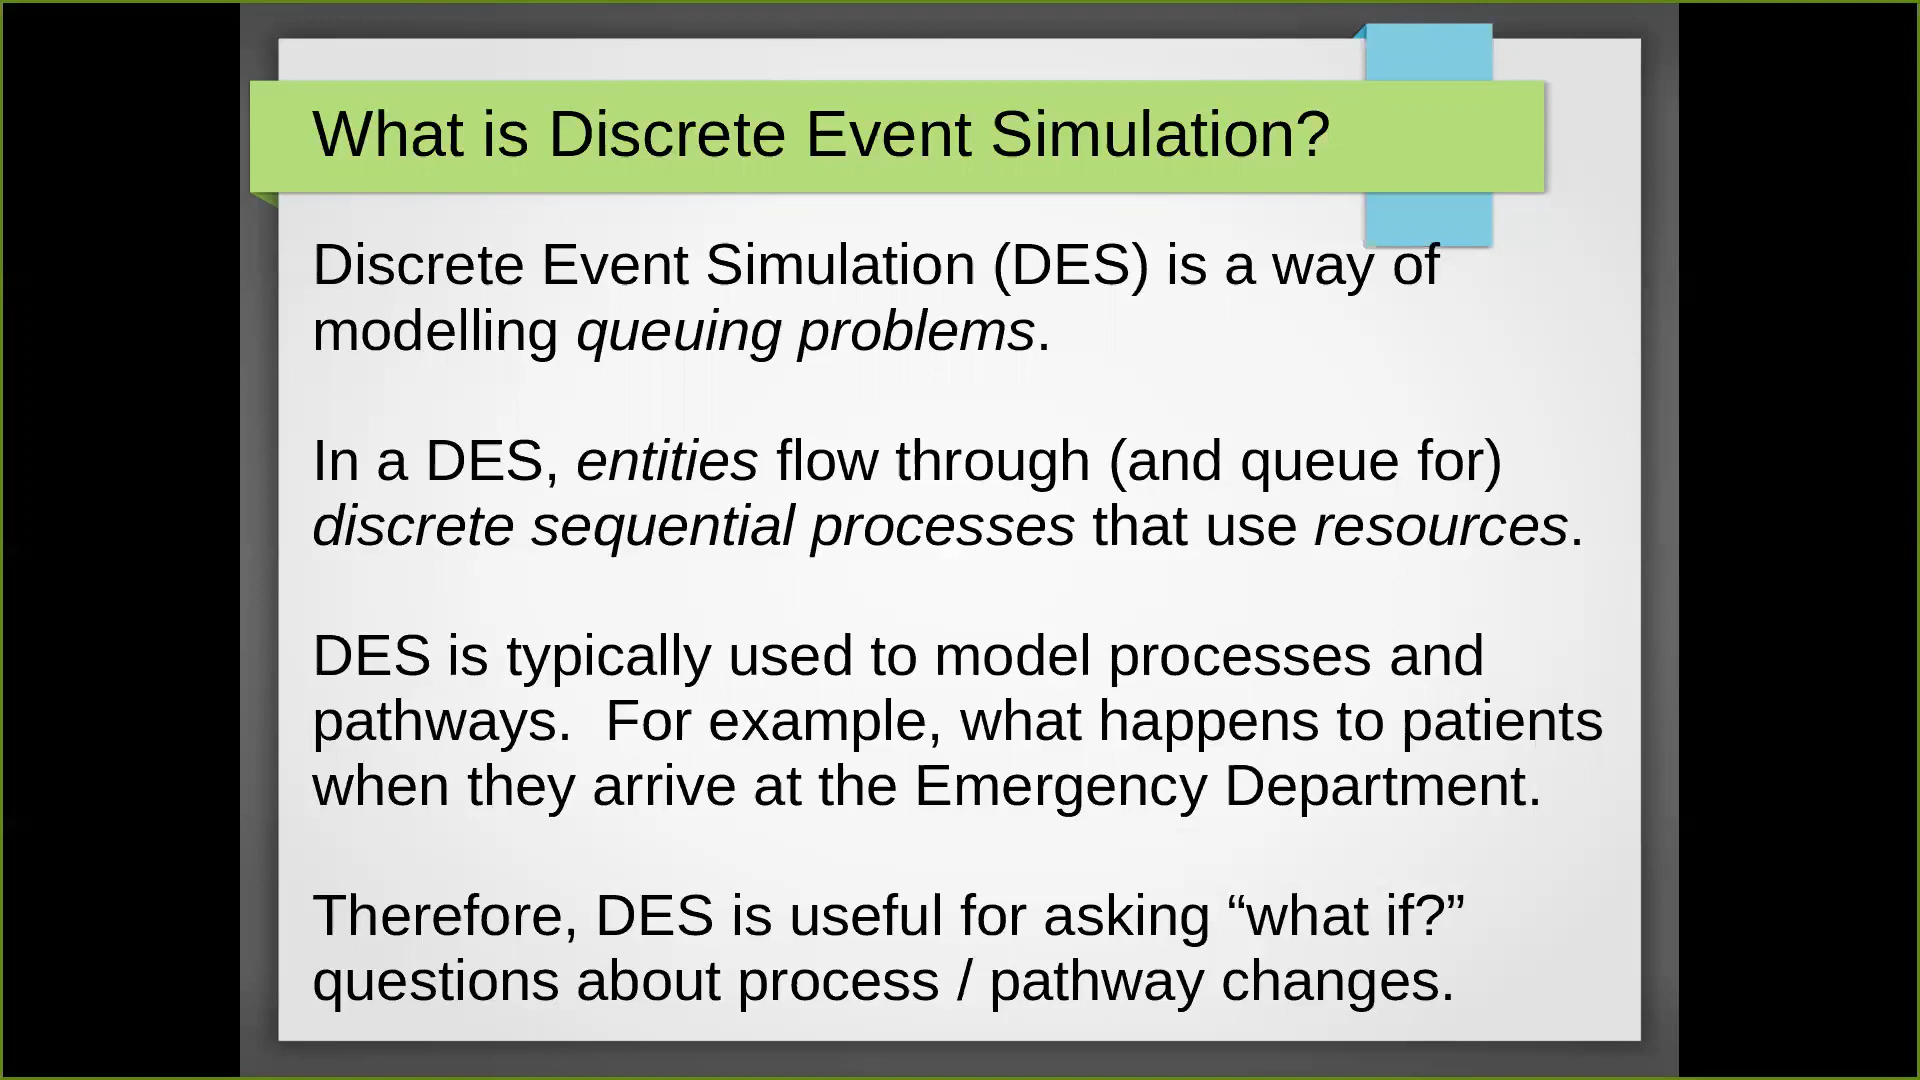 What is Discrete Event Simulation?
Discrete Event Simulation (DES) is a way of
modelling queuing problems.
In a DES, entities flow through (and queue for)
discrete sequential processes that use resources.
DES is typically used to model processes and
pathways.  For example, what happens to patients
when they arrive at the Emergency Department.
Therefore, DES is useful for asking “what if?”
questions about process / pathway changes.